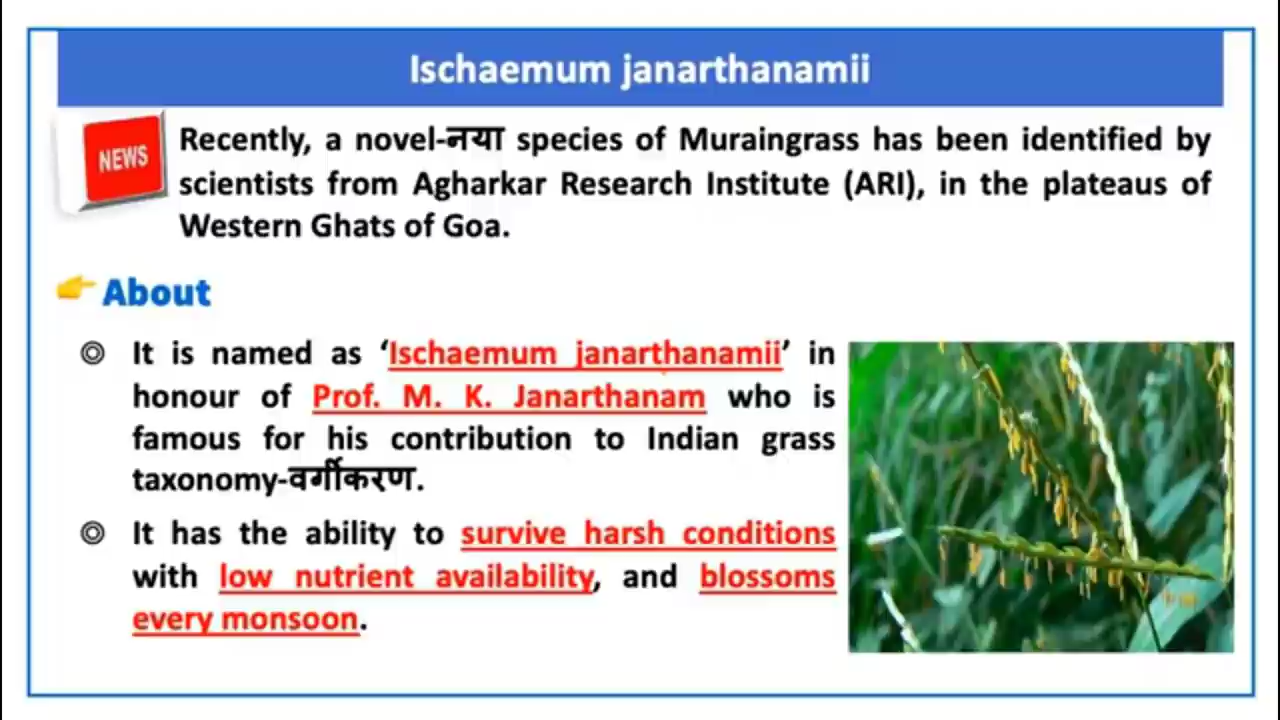 Ischaemum janarthanamii
NEWS
Recently, a novel-नया species of Muraingrass has been identified by
scientists from Agharkar Research Institute (ARI), in the plateaus of
Western Ghats of Goa.
About
It is named as ‘Ischaemum janarthanamii’ in
honour of Prof. M. K. Janarthanam who is
famous for his contribution to Indian grass
taxonomy-वर्गीकरण.
It has the ability to survive harsh conditions
with low nutrient availability, and blossoms
every monsoon.